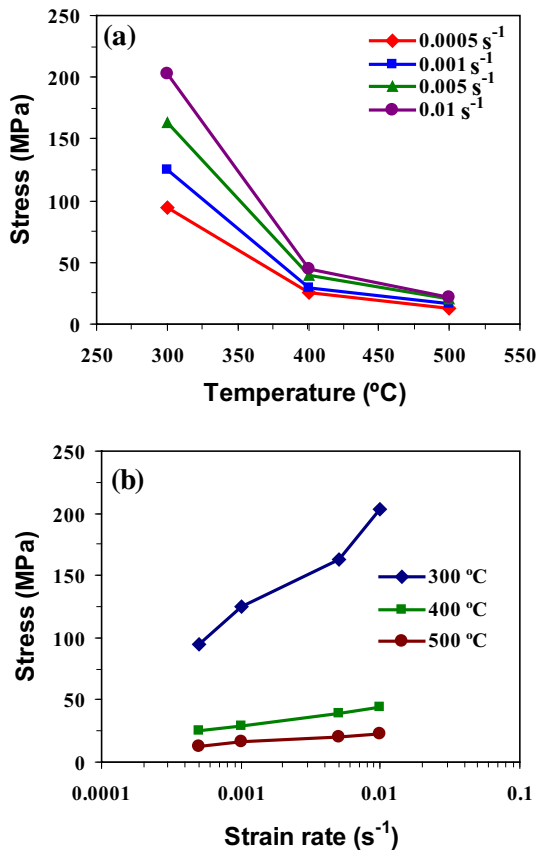 (a)
0.0005 s⁻¹
0.001 s⁻¹
0.005 s⁻¹
0.01 s⁻¹
250
200
150
100
50
0
Stress (MPa)
250 300 350 400 450 500 550
Temperature (ºC)
(b)
250
200
150
100
50
0
Stress (MPa)
300 ºC
400 ºC
500 ºC
0.0001 0.001 0.01 0.1
Strain rate (s⁻¹)